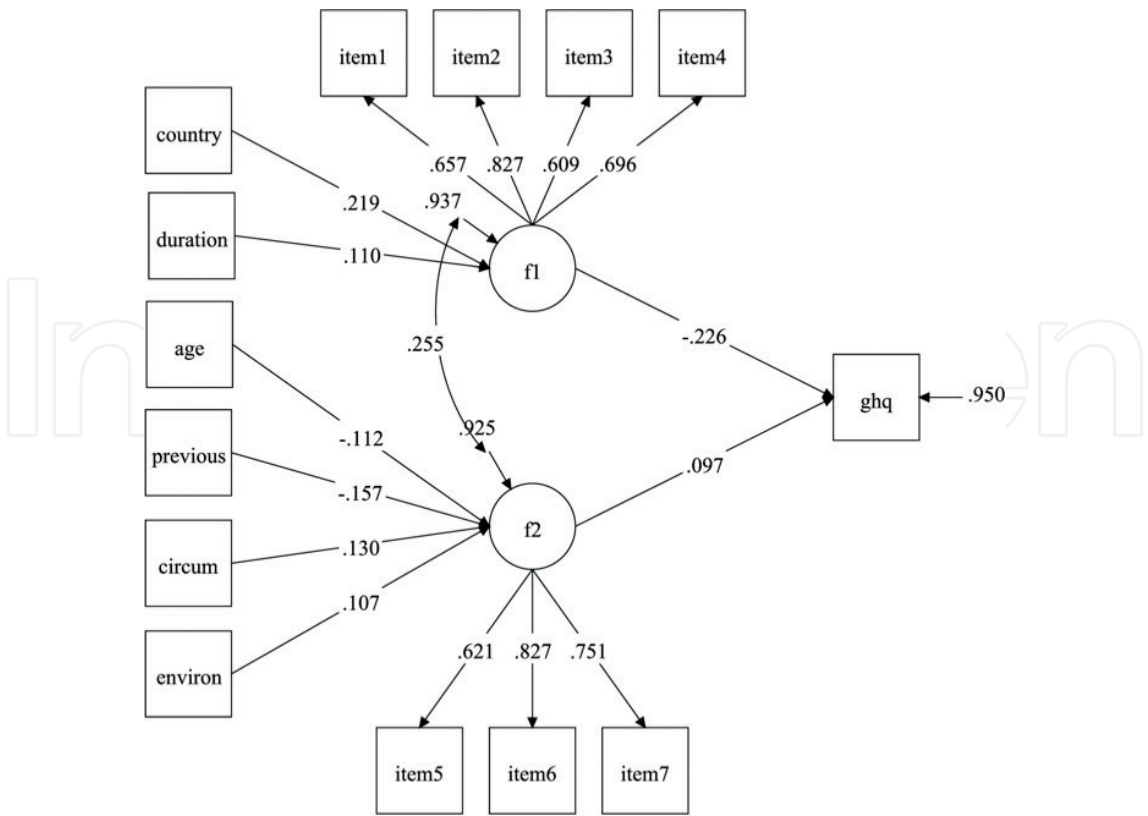 item1 item2 item3 item4
country
.657 .827 .609 .696
.219 .937
duration
.110
f1
age
.255
-.226
ghq .950
-.112
.925
previous
.097
-.157
f2
circum
.130
.107
environ
.621 .827 .751
item5 item6 item7